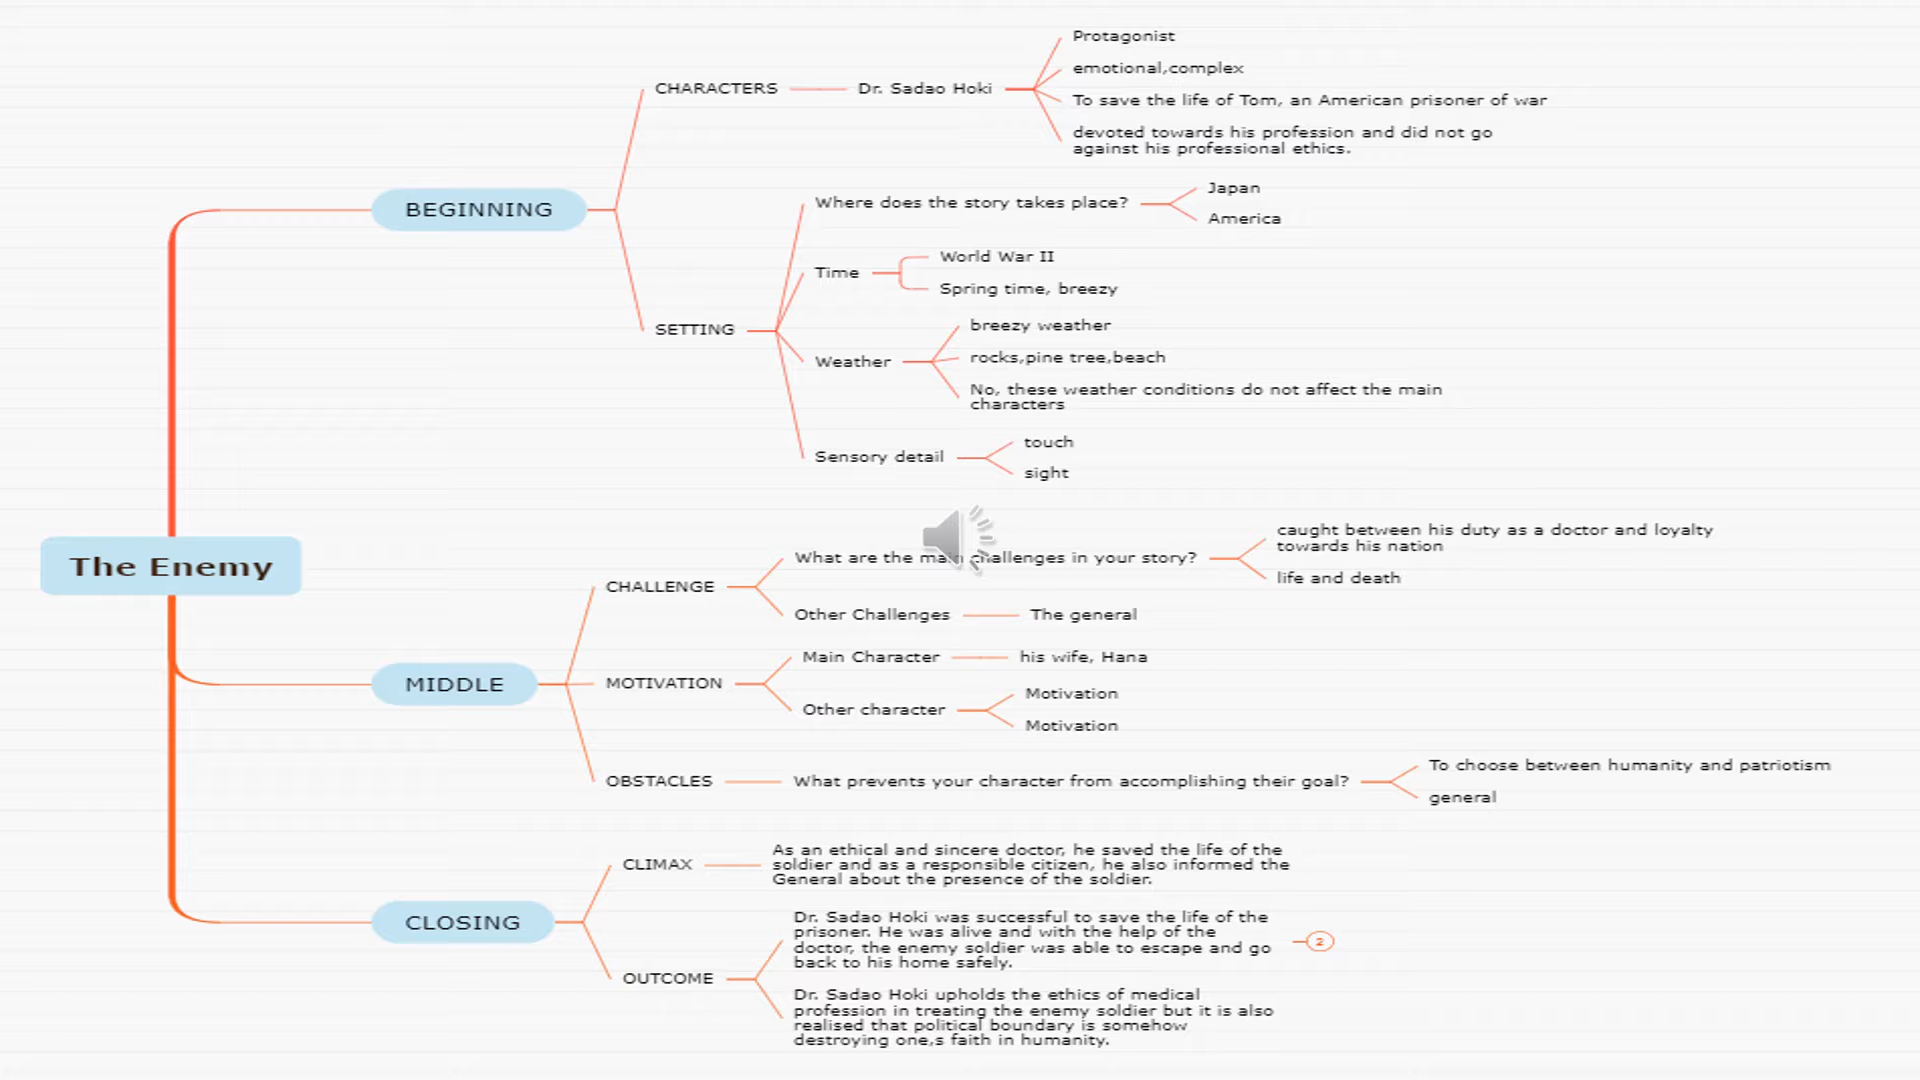 Protagonist
emotional,complex
CHARACTERS
Dr. Sadao Hoki
To save the life of Tom, an American prisoner of war
devoted towards his profession and did not go
against his professional ethics.
BEGINNING
Where does the story takes place?
Japan
America
Time
World War II
Spring time, breezy
SETTING
Weather
breezy weather
rocks,pine tree,beach
No, these weather conditions do not affect the main
characters
Sensory detail
touch
sight
The Enemy
What are the main challenges in your story?
caught between his duty as a doctor and loyalty
towards his nation
life and death
CHALLENGE
Other Challenges
The general
MIDDLE
MOTIVATION
Main Character
his wife, Hana
Other character
Motivation
Motivation
OBSTACLES
What prevents your character from accomplishing their goal?
To choose between humanity and patriotism
general
CLIMAX
As an ethical and sincere doctor, he saved the life of the
soldier and as a responsible citizen, he also informed the
General about the presence of the soldier.
CLOSING
OUTCOME
Dr. Sadao Hoki was successful to save the life of the
prisoner. He was alive and with the help of the
doctor, the enemy soldier was able to escape and go
back to his home safely.
2
Dr. Sadao Hoki upholds the ethics of medical
profession in treating the enemy soldier but it is also
realised that political boundary is somehow
destroying one,s faith in humanity.